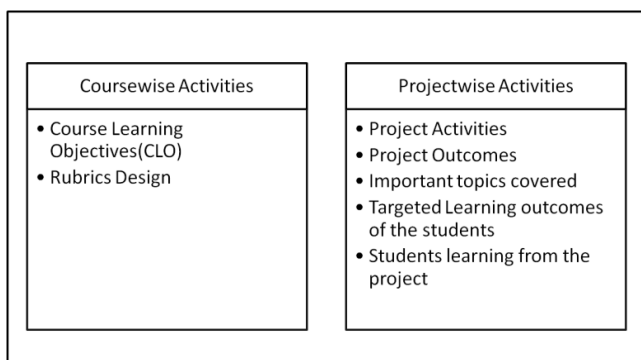 Coursewise Activities
• Course Learning
Objectives(CLO)
• Rubrics Design
Projectwise Activities
• Project Activities
• Project Outcomes
• Important topics covered
• Targeted Learning outcomes
of the students
• Students learning from the
project